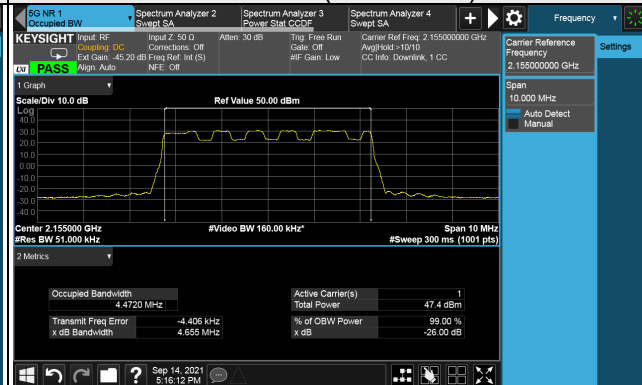 5G NR 1
Occupied BW
Spectrum Analyzer 2
Swept SA
Spectrum Analyzer 3
Power Stat CCDF
Spectrum Analyzer 4
Swept SA
+
Frequency
KEYSIGHT
LXI
PASS
Input: RF
Coupling: DC
Ext Gain: -45.20 dB
Align: Auto
Input Z: 50 Ω
Corrections: Off
Freq Ref: Int (S)
NFE: Off
Atten: 30 dB
Trig: Free Run
Gate: Off
#IF Gain: Low
Carrier Ref Freq: 2.155000000 GHz
Avg|Hold:>10/10
CC Info: Downlink, 1 CC
Carrier Reference
Frequency
2.155000000 GHz
Settings
Span
10.000 MHz
Auto Detect
Manual
1 Graph
Scale/Div 10.0 dB
Ref Value 50.00 dBm
Log
40.0
30.0
20.0
10.0
0.00
-10.0
-20.0
-30.0
-40.0
Center 2.155000 GHz
#Res BW 51.000 kHz
#Video BW 160.00 kHz*
Span 10 MHz
#Sweep 300 ms (1001 pts)
2 Metrics
Occupied Bandwidth
4.4720 MHz
Active Carrier(s) 1
Total Power 47.4 dBm
Transmit Freq Error -4.406 kHz
x dB Bandwidth 4.655 MHz
% of OBW Power 99.00 %
x dB -26.00 dB
?
Sep 14, 2021
5:16:12 PM